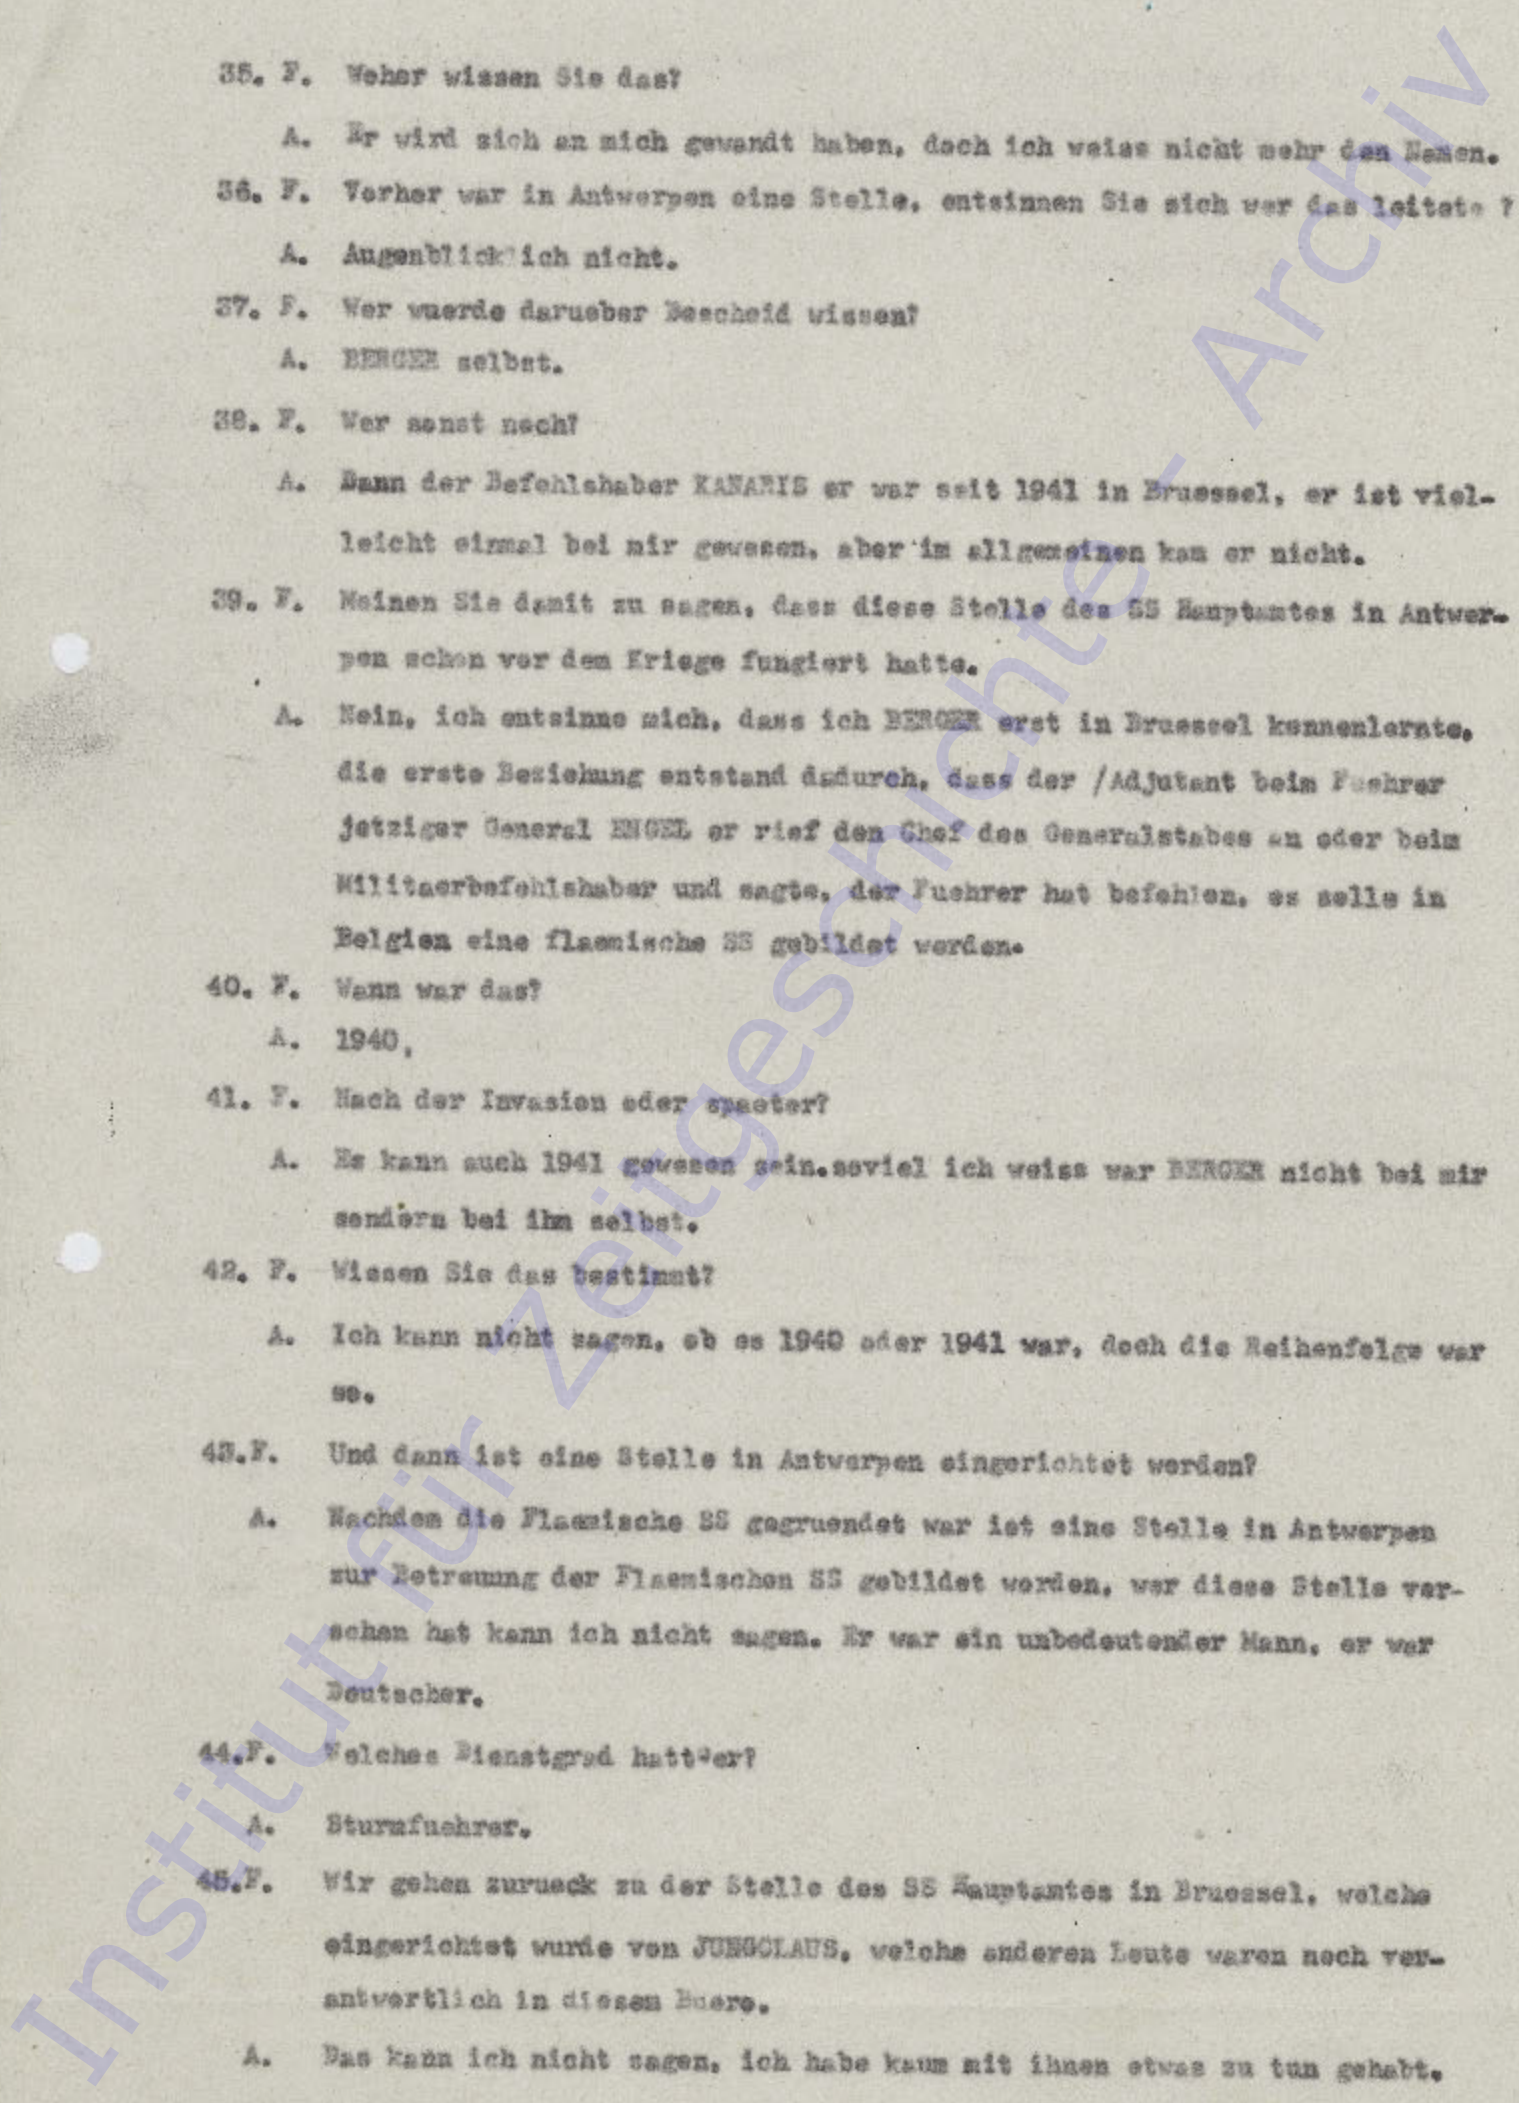 35. F. Woher wissen Sie das?
A. Er wird sich an mich gewandt haben, doch ich weiss nicht mehr den Namen.
36. F. Vorher war in Antwerpen eine Stelle, entsinnen Sie sich wer das leitete ?
A. Augenblicklich nicht.
37. F. Wer wuerde darueber Bescheid wissen?
A. BERGER selbst.
38. F. Wer sonst noch?
A. Dann der Befehlshaber KANARIS er war seit 1941 in Bruessel, er ist viel-
leicht einmal bei mir gewesen, aber im allgemeinen kam er nicht.
39. F. Meinen Sie damit zu sagen, dass diese Stelle des SS Hauptamtes in Antwer-
pen schon vor dem Kriege fungiert hatte.
A. Nein, ich entsinne mich, dass ich BERGER erst in Bruessel kennenlernte,
die erste Beziehung entstand dadurch, dass der /Adjutant beim Fuehrer
jetziger General ENGEL er rief den Chef des Generalstabes an oder beim
Militaerbefehlshaber und sagte, der Fuehrer hat befohlen, es solle in
Belgien eine flaemische SS gebildet werden.
40. F. Wann war das?
A. 1940,
41. F. Nach der Invasion oder spaeter?
A. Es kann auch 1941 gewesen sein.soviel ich weiss war BERGER nicht bei mir
sondern bei ihm selbst.
42. F. Wissen Sie das bestimmt?
A. Ich kann nicht sagen, ob es 1940 oder 1941 war, doch die Reihenfolge war
so.
43.F. Und dann ist eine Stelle in Antwerpen eingerichtet worden?
A. Nachdem die Flaemische SS gegruendet war ist eine Stelle in Antwerpen
zur Betreuung der Flaemischen SS gebildet worden, wer diese Stelle ver-
sehen hat kann ich nicht sagen. Er war ein unbedeutender Mann, er war
Deutscher.
44.F. Welches Dienstgrad hatt er?
A. Sturmfuehrer.
45.F. Wir gehen zurueck zu der Stelle des SS Hauptamtes in Bruessel, welche
eingerichtet wurde von JUNGCLAUS, welche anderen Leute waren noch ver-
antwortlich in diesem Buero.
A. Das kann ich nicht sagen, ich habe kaum mit ihnen etwas zu tun gehabt.
Institut für Zeitgeschichte - Archiv